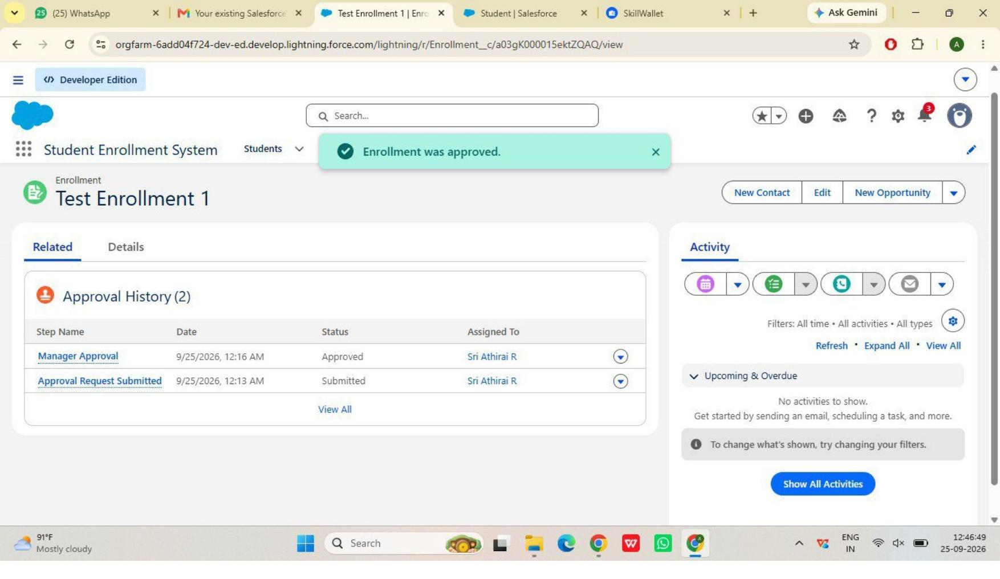 25 (25) WhatsApp
Your existing Salesforce
Test Enrollment 1 | Enro
Student | Salesforce
SkillWallet
Ask Gemini
orgfarm-6add04f724-dev-ed.develop.lightning.force.com/lightning/r/Enrollment__c/a03gK000015ektZQAQ/view
A
</> Developer Edition
Search...
3
Student Enrollment System
Students
Enrollment was approved.
Enrollment
Test Enrollment 1
New Contact
Edit
New Opportunity
Related
Details
Activity
Approval History (2)
Step Name Date Status Assigned To
Manager Approval 9/25/2026, 12:16 AM Approved Sri Athirai R
Approval Request Submitted 9/25/2026, 12:13 AM Submitted Sri Athirai R
View All
Filters: All time • All activities • All types
Refresh • Expand All • View All
Upcoming & Overdue
No activities to show.
Get started by sending an email, scheduling a task, and more.
To change what's shown, try changing your filters.
Show All Activities
91°F
Mostly cloudy
Search
ENG
IN
12:46:49
25-09-2026